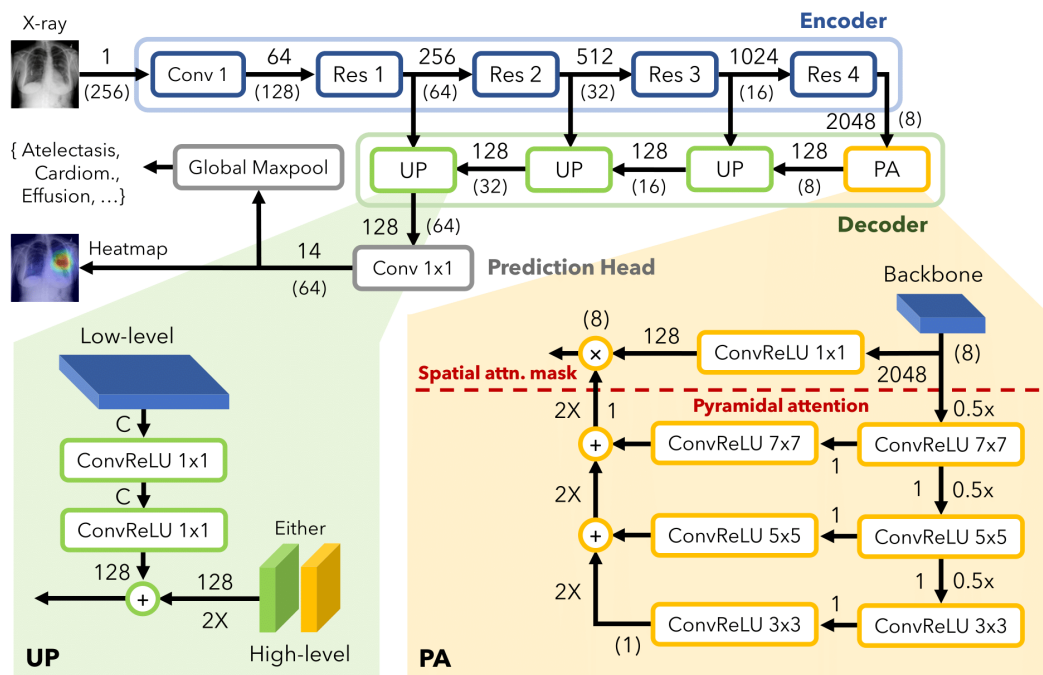 X-ray
Encoder
1
(256)
Conv 1
64
(128)
Res 1
256
(64)
Res 2
512
(32)
Res 3
1024
(16)
Res 4
2048
(8)
{ Atelectasis,
Cardiom.,
Effusion, ...}
Global Maxpool
UP
128
(32)
UP
128
(16)
UP
128
(8)
PA
Decoder
128
(64)
Heatmap
14
(64)
Conv 1x1
Prediction Head
Low-level
C
ConvReLU 1x1
C
ConvReLU 1x1
128
+
128
2X
Either
High-level
UP
Backbone
(8)
2048
ConvReLU 1x1
128
(8)
×
Spatial attn. mask
Pyramidal attention
2X
1
0.5x
+
ConvReLU 7x7
1
ConvReLU 7x7
2X
1
0.5x
+
ConvReLU 5x5
1
ConvReLU 5x5
2X
1
0.5x
(1)
ConvReLU 3x3
1
ConvReLU 3x3
PA